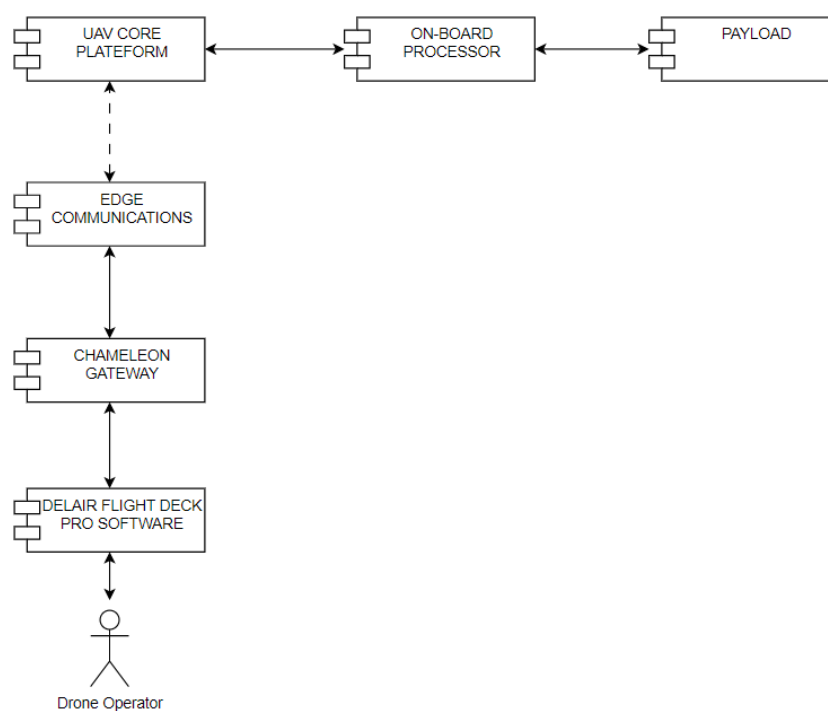 UAV CORE
PLATEFORM
ON-BOARD
PROCESSOR
PAYLOAD
EDGE
COMMUNICATIONS
CHAMELEON
GATEWAY
DELAIR FLIGHT DECK
PRO SOFTWARE
Drone Operator